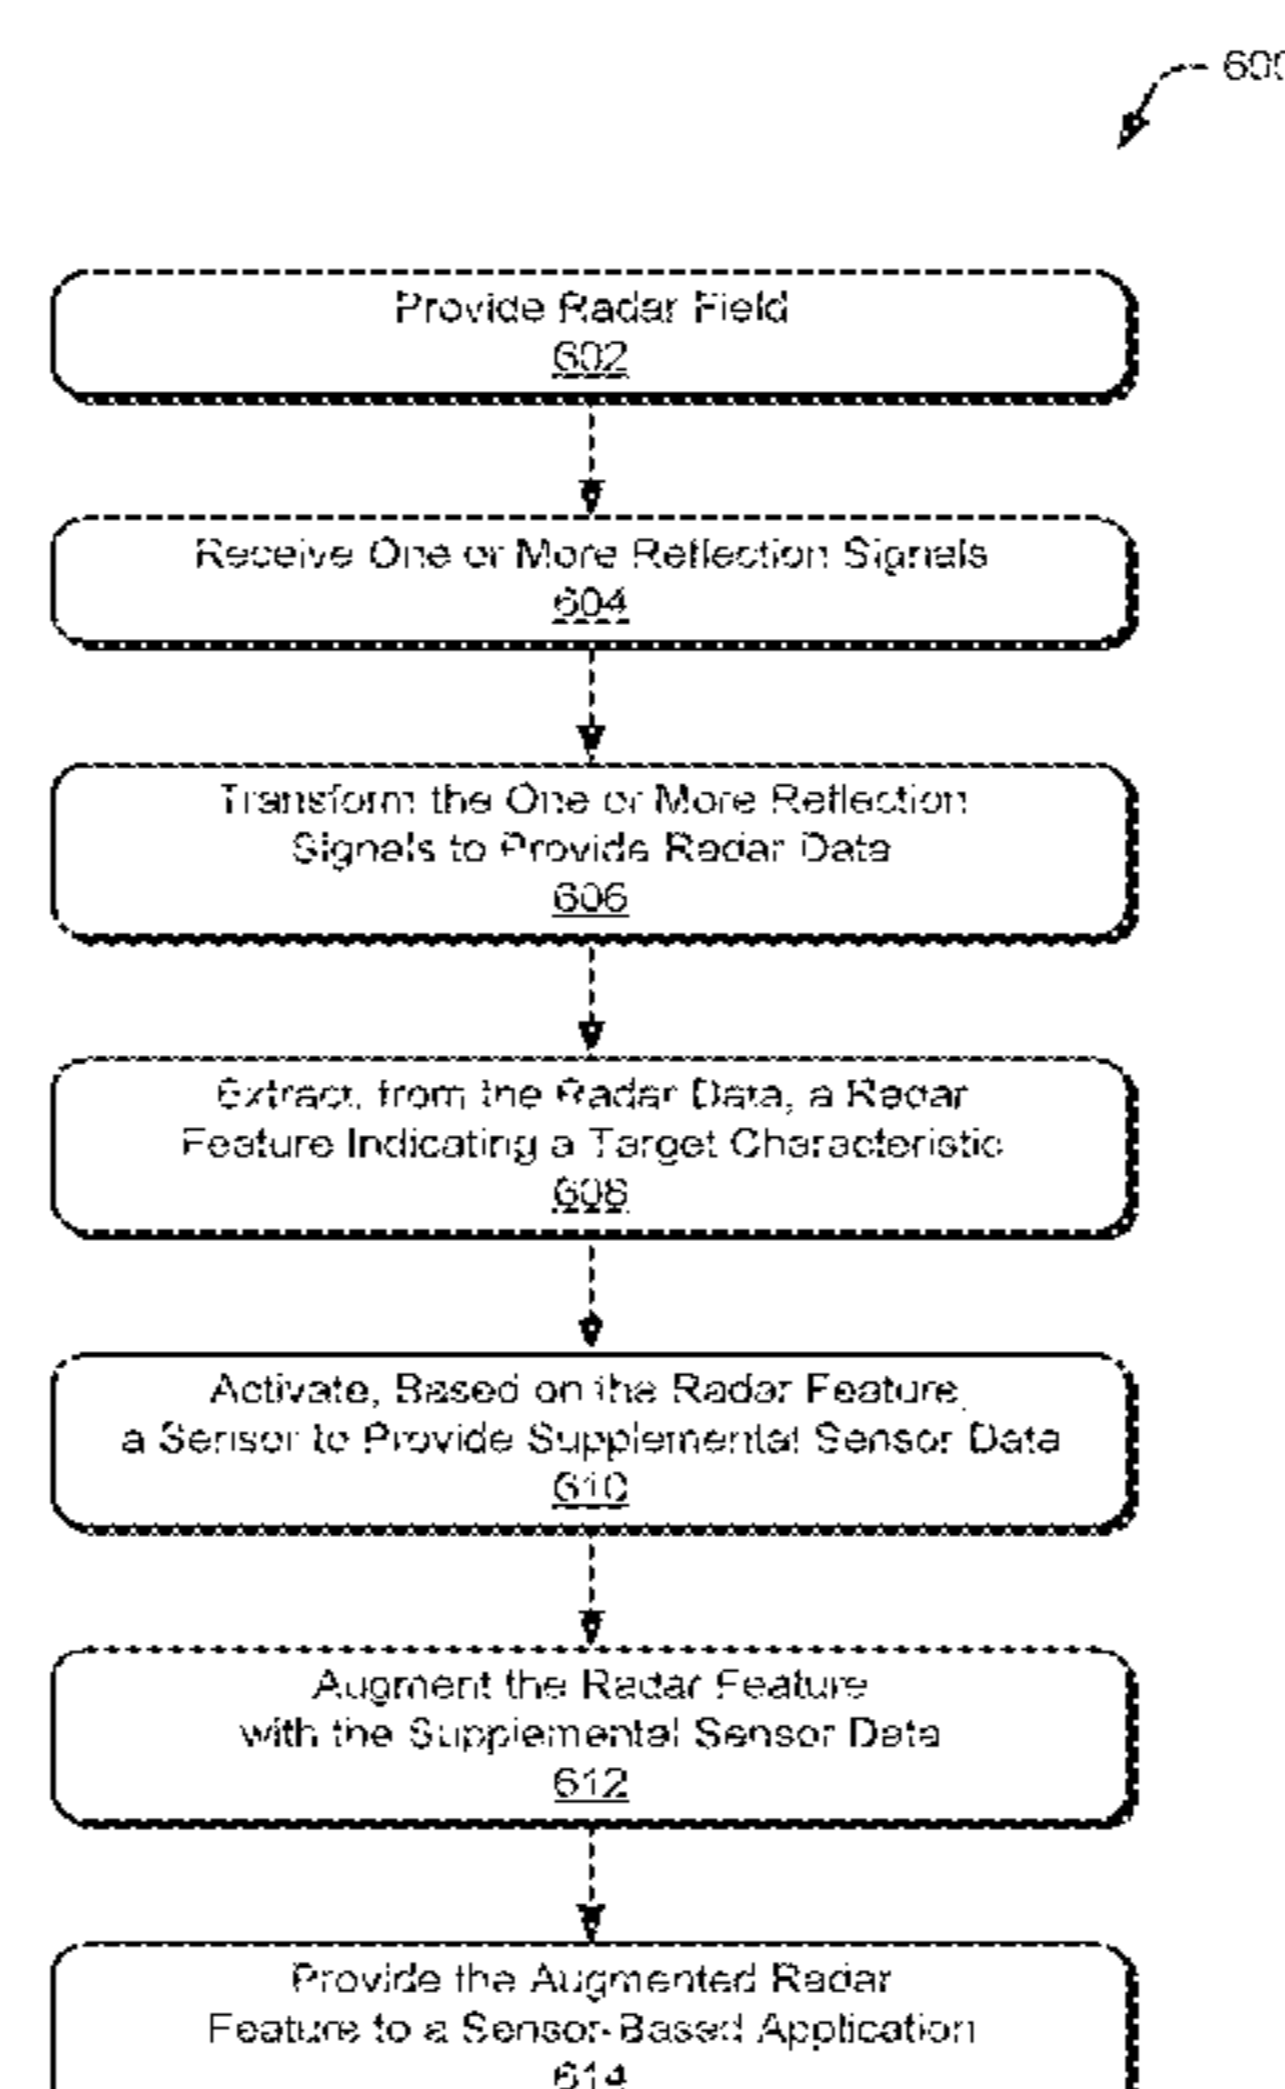 600
Provide Radar Field
602
Receive One or More Reflection Signals
604
Transform the One or More Reflection
Signals to Provide Radar Data
606
Extract, from the Radar Data, a Radar
Feature Indicating a Target Characteristic
608
Activate, Based on the Radar Feature,
a Sensor to Provide Supplemental Sensor Data
610
Augment the Radar Feature
with the Supplemental Sensor Data
612
Provide the Augmented Radar
Feature to a Sensor-Based Application
614